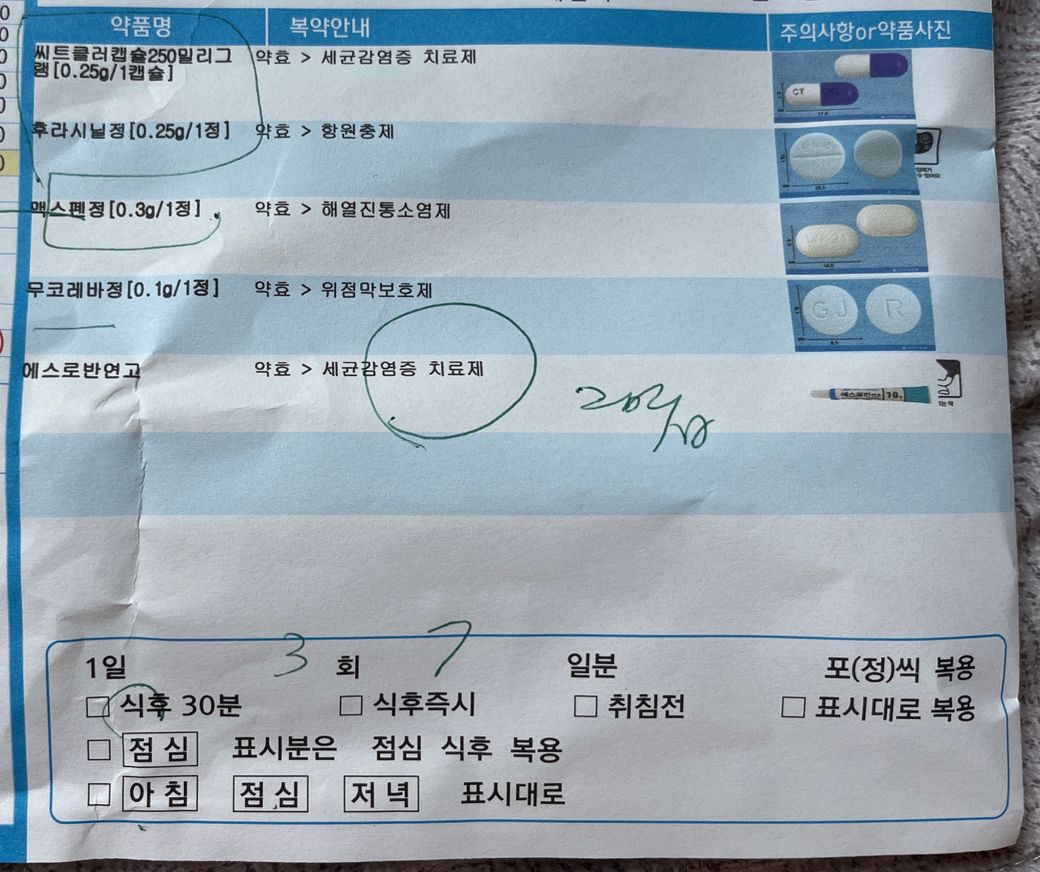 약품명 복약안내 주의사항or약품사진
씨트클러캡슐250밀리그
램[0.25g/1캡슐]
약효 > 세균감염증 치료제
CT
후라시닐정[0.25g/1정] 약효 > 항원충제
맥스펜정[0.3g/1정] 약효 > 해열진통소염제
무코레바정[0.1g/1정] 약효 > 위점막보호제
GJ R
에스로반연고 약효 > 세균감염증 치료제
에스로반 10g
1일 3 회 7 일분 포(정)씩 복용
식후 30분 식후즉시 취침전 표시대로 복용
점심 표시분은 점심 식후 복용
아침 점심 저녁 표시대로